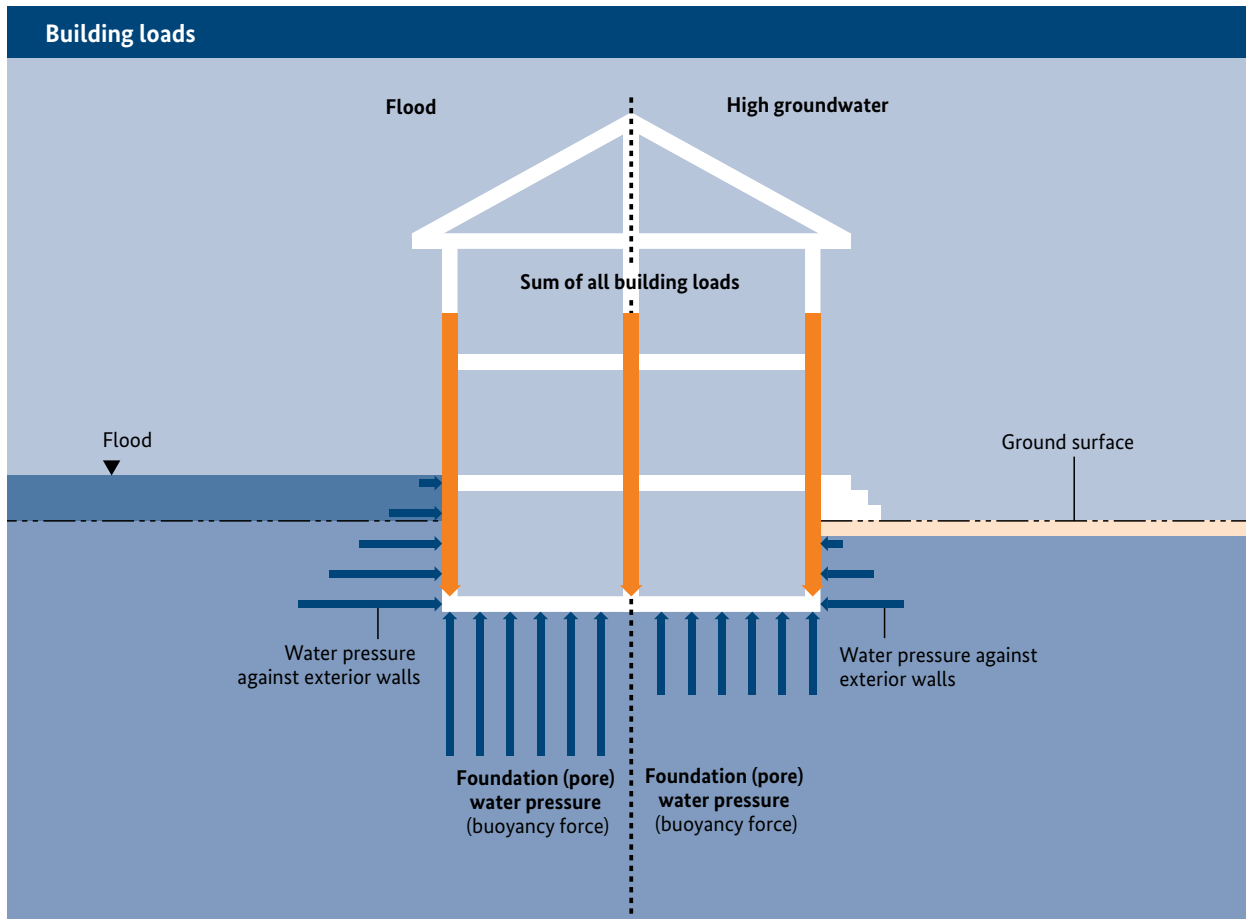 Building loads
Flood
High groundwater
Sum of all building loads
Flood
Ground surface
Water pressure
against exterior walls
Water pressure against
exterior walls
Foundation (pore)
water pressure
(buoyancy force)
Foundation (pore)
water pressure
(buoyancy force)